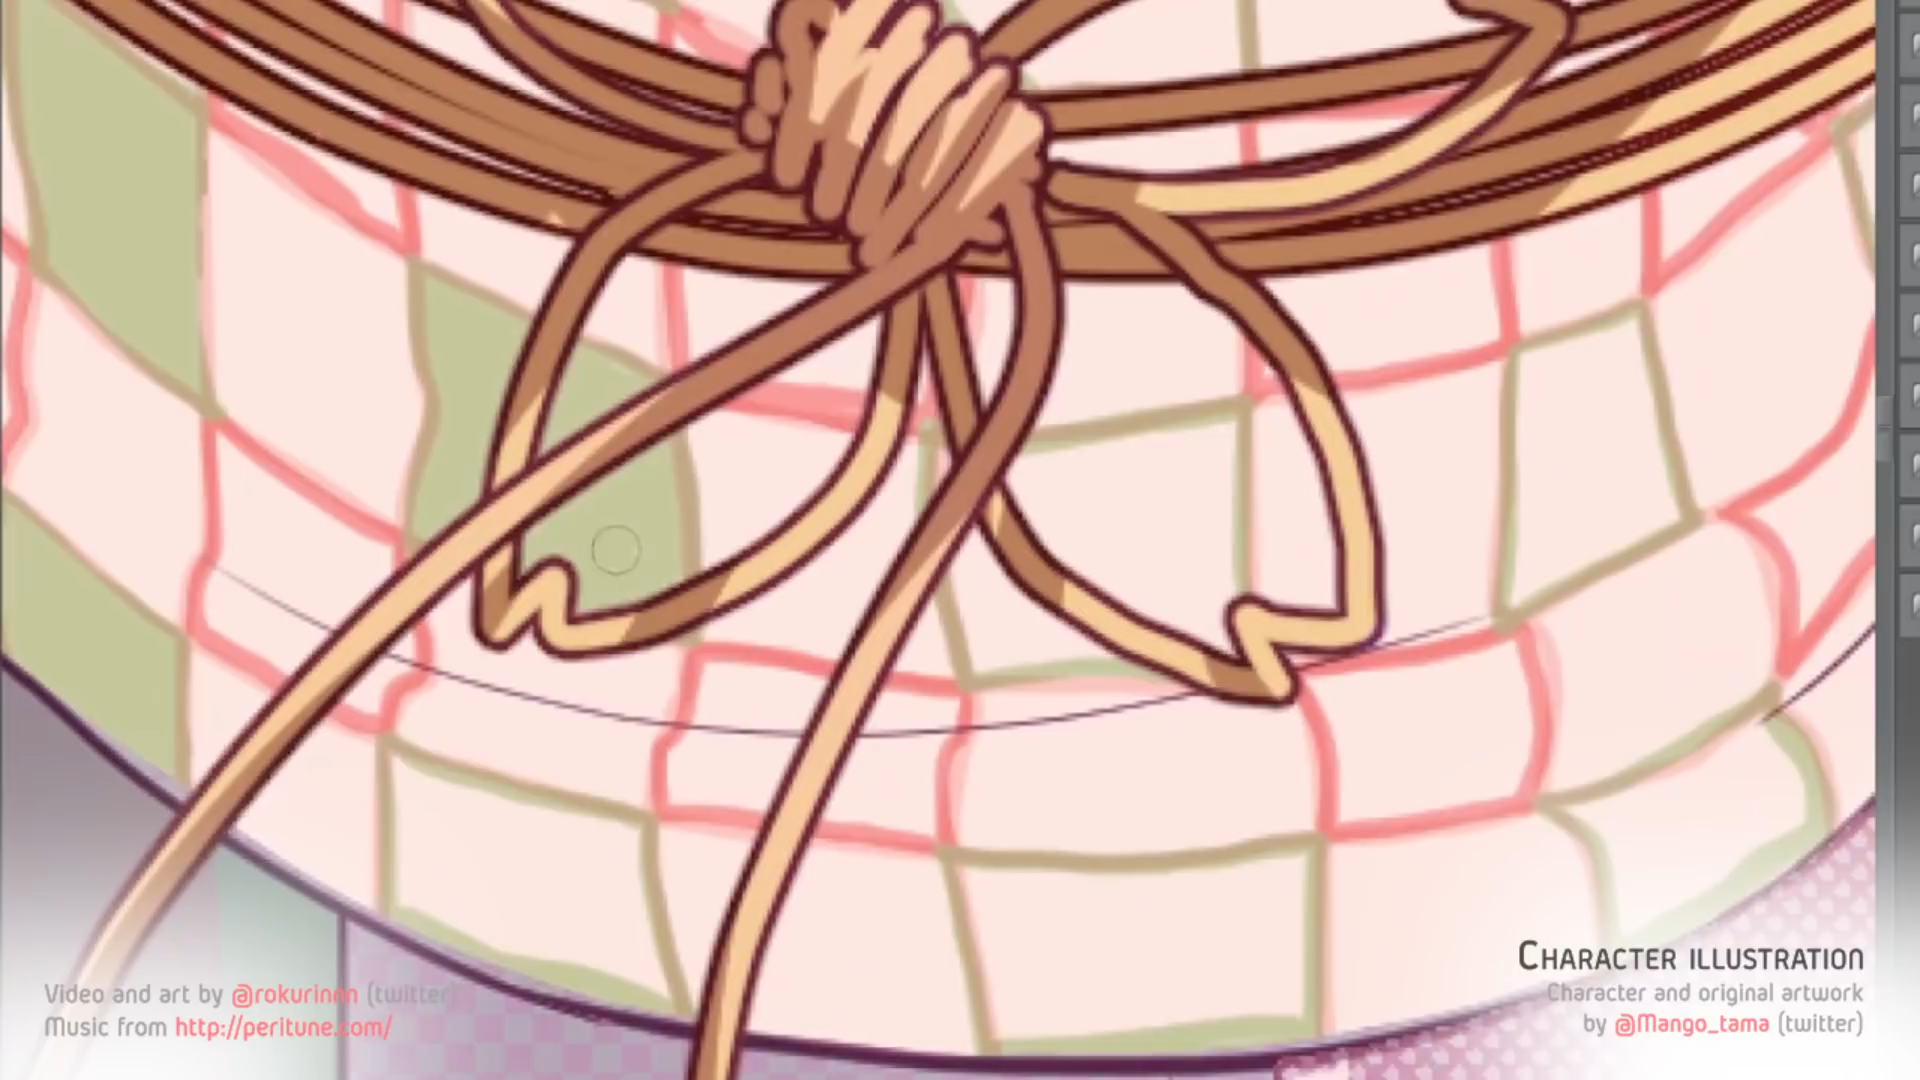 Video and art by @rokurinnn (twitter)
Music from http://peritune.com/
Character illustration
Character and original artwork
by @Mango_tama (twitter)